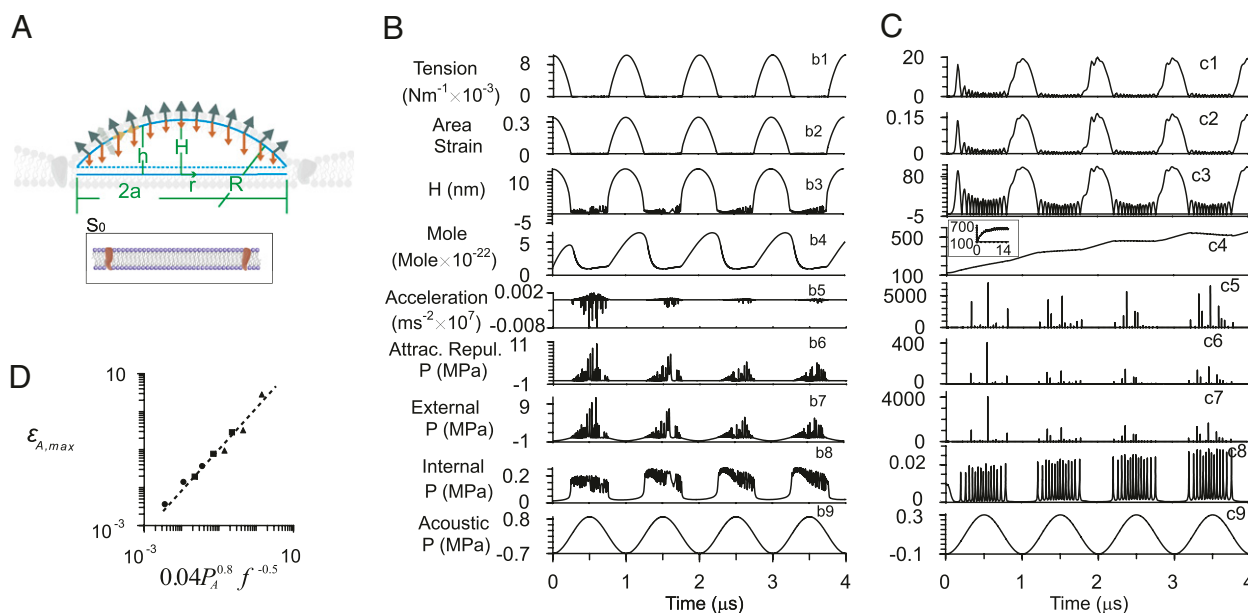 A
h
H
r
R
2a
S0
B
Tension
(Nm-1×10-3)
8
0
b1
Area
Strain
0.3
0
b2
H (nm)
10
-5
b3
Mole
(Mole×10-22)
5
0
b4
Acceleration
(ms-2×107)
0.002
-0.008
b5
Attrac. Repul.
P (MPa)
11
-1
b6
External
P (MPa)
9
-1
b7
Internal
P (MPa)
0.2
0
b8
Acoustic
P (MPa)
0.8
-0.7
b9
0 1 2 3 4
Time (μs)
C
20
0
c1
0.15
0
c2
80
-5
c3
700
100
1 14
500
100
c4
5000
0
c5
400
0
c6
4000
0
c7
0.02
0
c8
0.3
-0.1
c9
0 1 2 3 4
Time (μs)
D
10
εA,max
10-3
10-3 10
0.04PA0.8 f -0.5